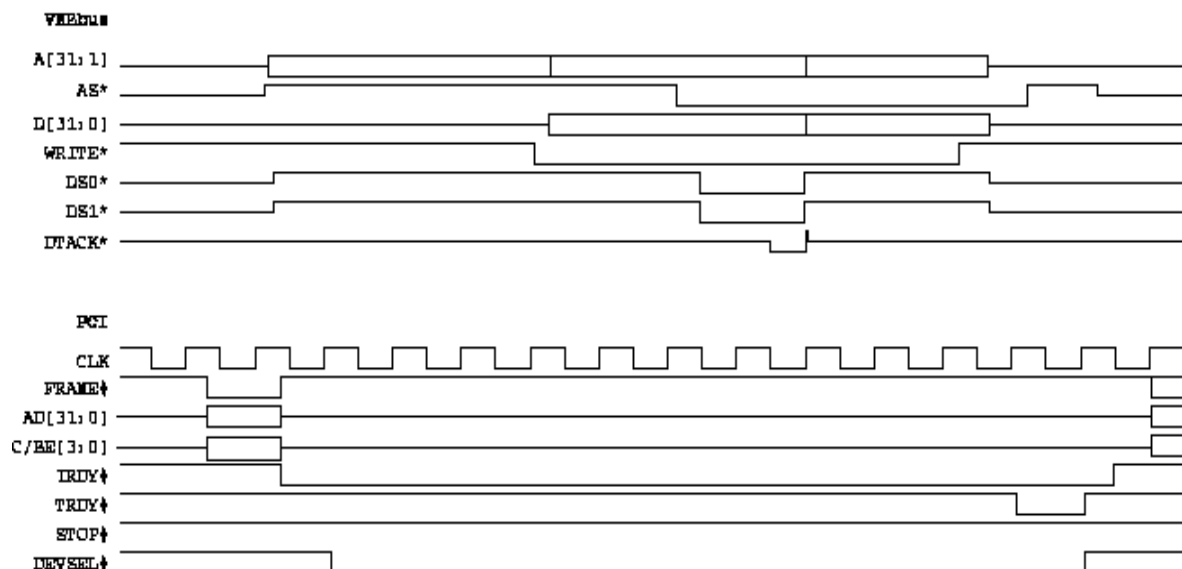 VMEbus
A[31:1]
AS*
D[31:0]
WRITE*
DS0*
DS1*
DTACK*
PCI
CLK
FRAME#
AD[31:0]
C/BE[3:0]
IRDY#
TRDY#
STOP#
DEVSEL#